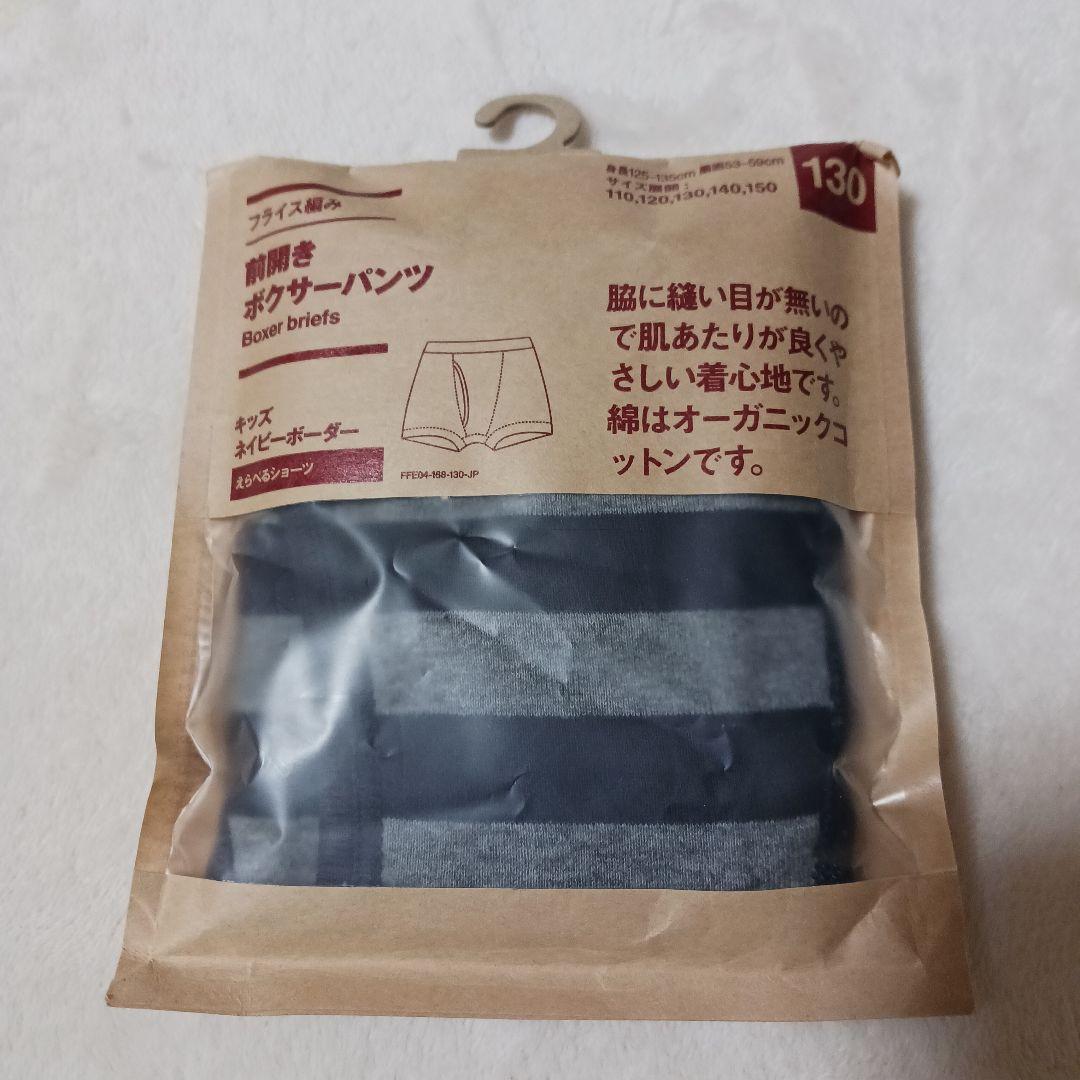 フライス編み
前開き
ボクサーパンツ
Boxer briefs
キッズ
ネイビーボーダー
えらべるショーツ
身長125-135cm 胴囲53-59cm
サイズ展開：
110,120,130,140,150
130
脇に縫い目が無いの
で肌あたりが良くや
さしい着心地です。
綿はオーガニックコ
ットンです。
FFE04-168-130-JP